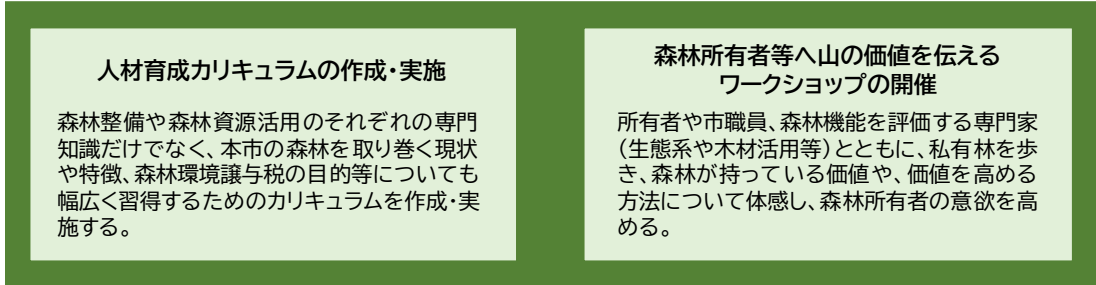 人材育成カリキュラムの作成・実施
森林整備や森林資源活用のそれぞれの専門
知識だけでなく、本市の森林を取り巻く現状
や特徴、森林環境譲与税の目的等についても
幅広く習得するためのカリキュラムを作成・実
施する。
森林所有者等へ山の価値を伝える
ワークショップの開催
所有者や市職員、森林機能を評価する専門家
(生態系や木材活用等)とともに、私有林を歩
き、森林が持っている価値や、価値を高める
方法について体感し、森林所有者の意欲を高
める。